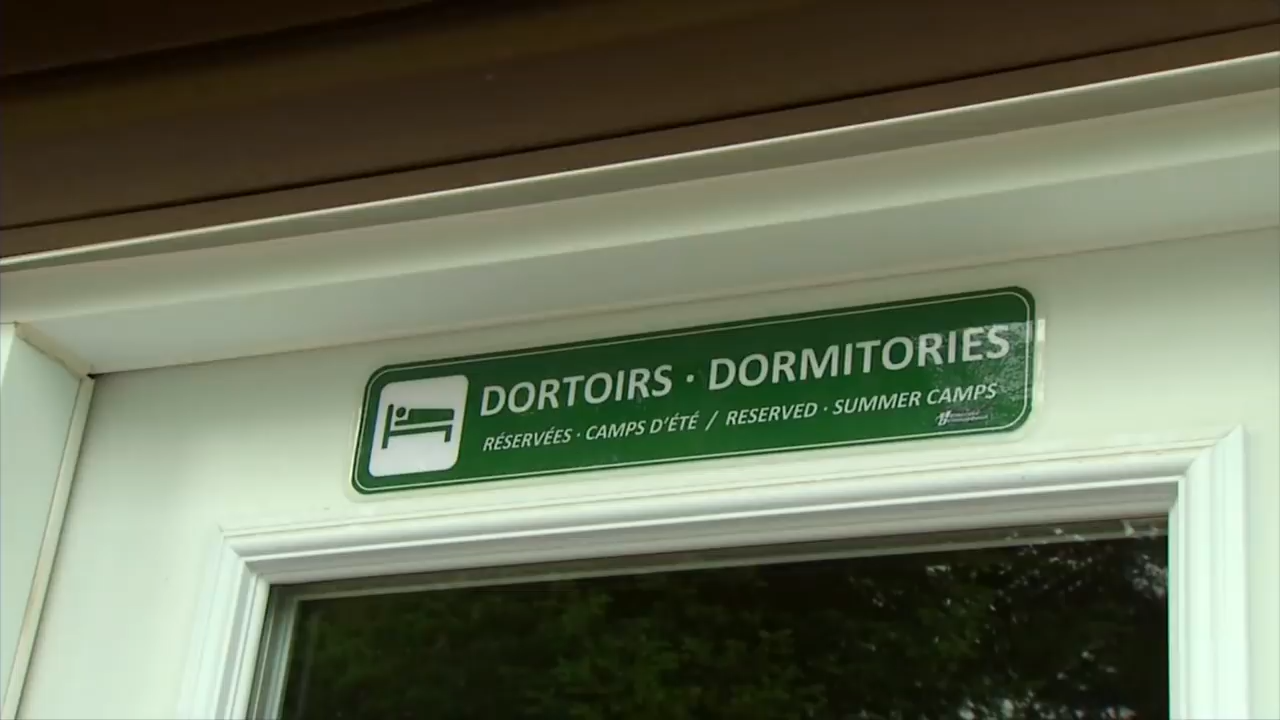 DORTOIRS · DORMITORIES
RÉSERVÉES · CAMPS D'ÉTÉ / RESERVED · SUMMER CAMPS